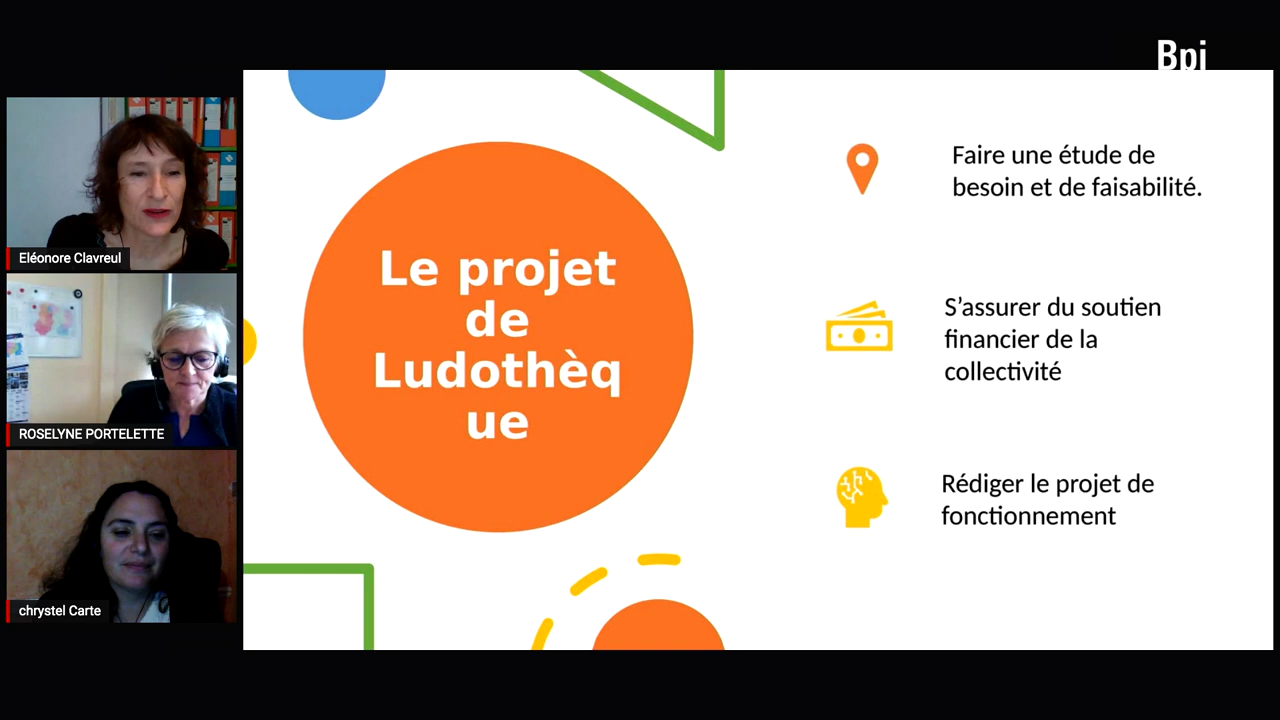 Bpi
Eléonore Clavreul
ROSELYNE PORTELETTE
chrystel Carte
Le projet
de
Ludothèq
ue
Faire une étude de
besoin et de faisabilité.
S’assurer du soutien
financier de la
collectivité
Rédiger le projet de
fonctionnement